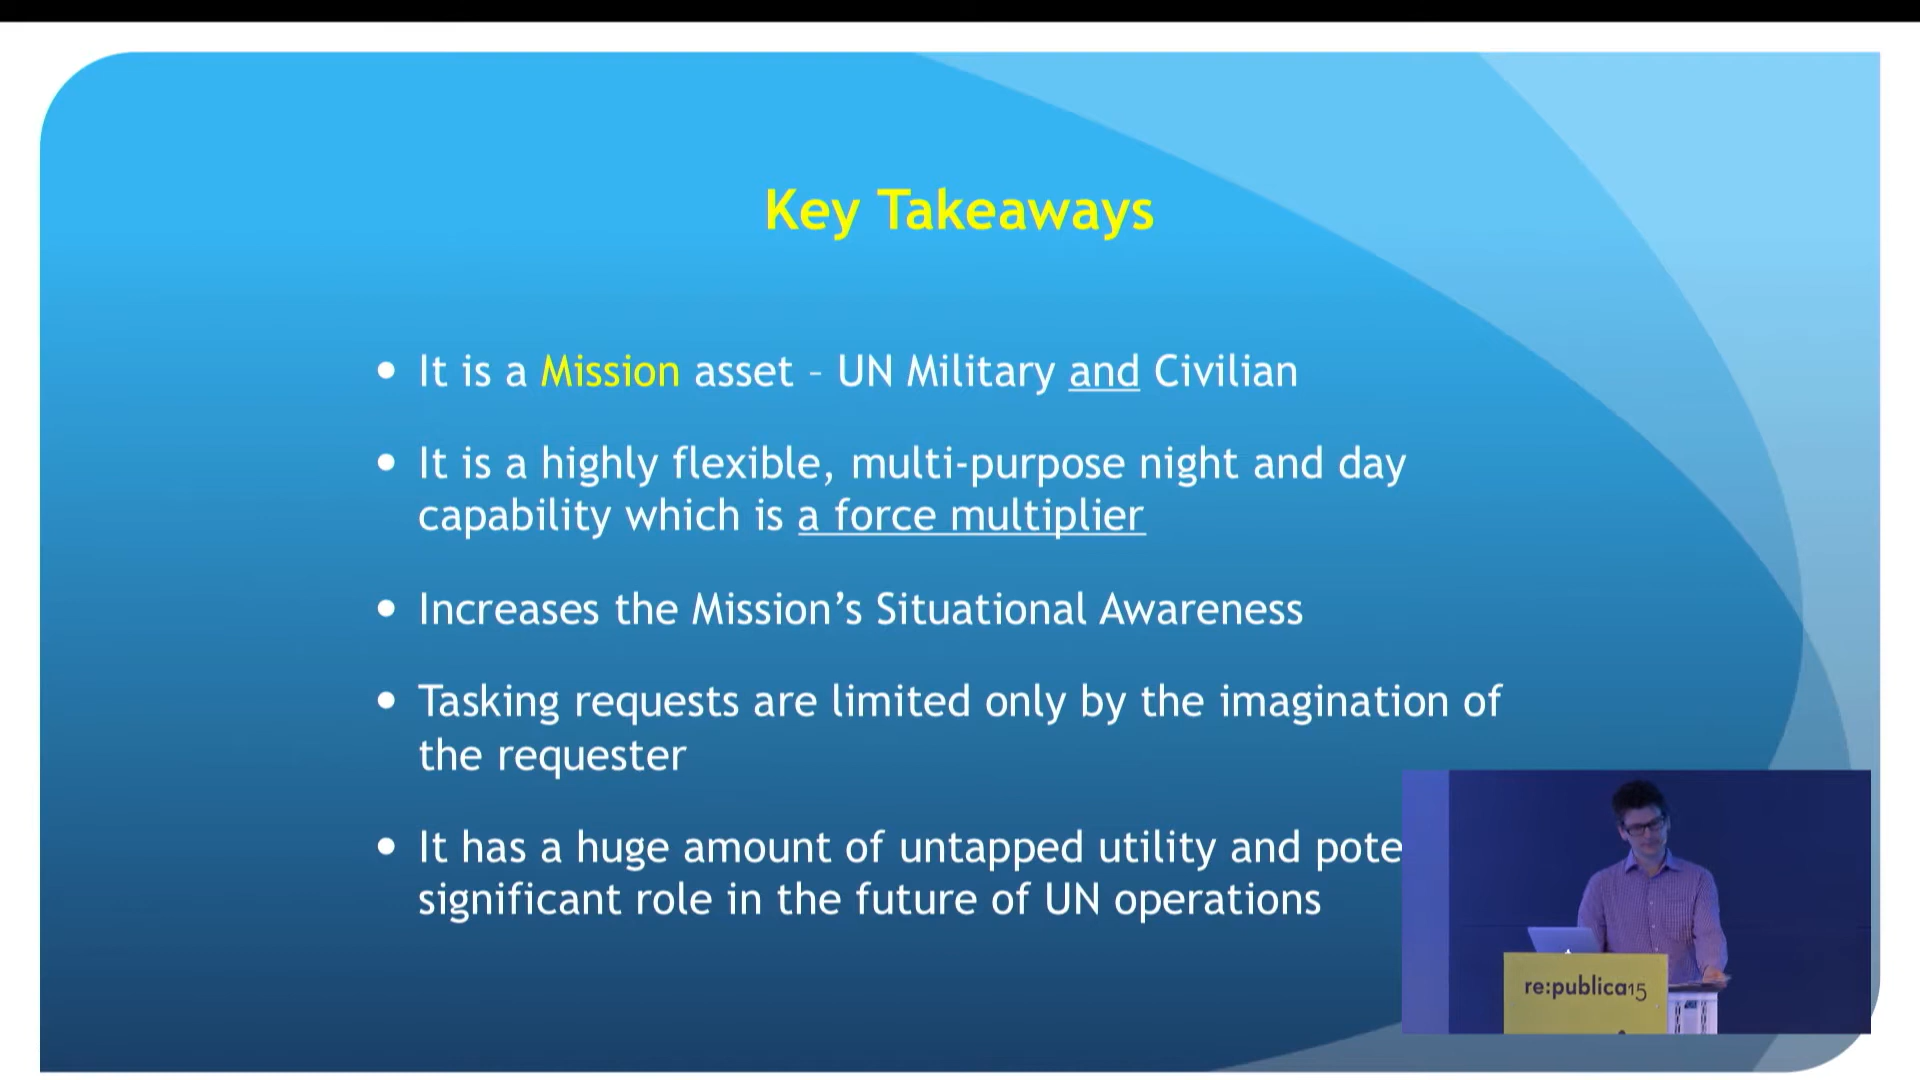 Key Takeaways
• It is a Mission asset – UN Military and Civilian
• It is a highly flexible, multi-purpose night and day
capability which is a force multiplier
• Increases the Mission’s Situational Awareness
• Tasking requests are limited only by the imagination of
the requester
• It has a huge amount of untapped utility and
significant role in the future of UN operations
re:publica15